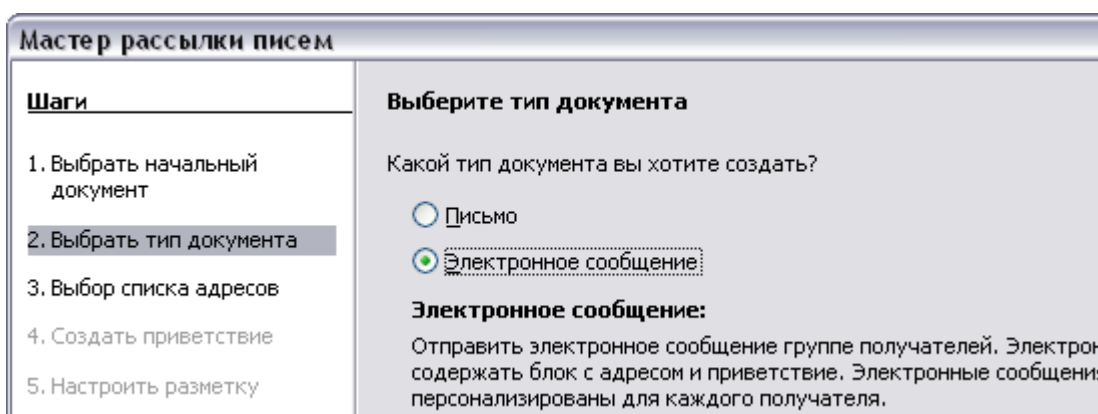 Мастер рассылки писем
Шаги
1. Выбрать начальный
документ
2. Выбрать тип документа
3. Выбор списка адресов
4. Создать приветствие
5. Настроить разметку
Выберите тип документа
Какой тип документа вы хотите создать?
Письмо
Электронное сообщение
Электронное сообщение:
Отправить электронное сообщение группе получателей.
содержать блок с адресом и приветствие. Электронные
персонализированы для каждого получателя.